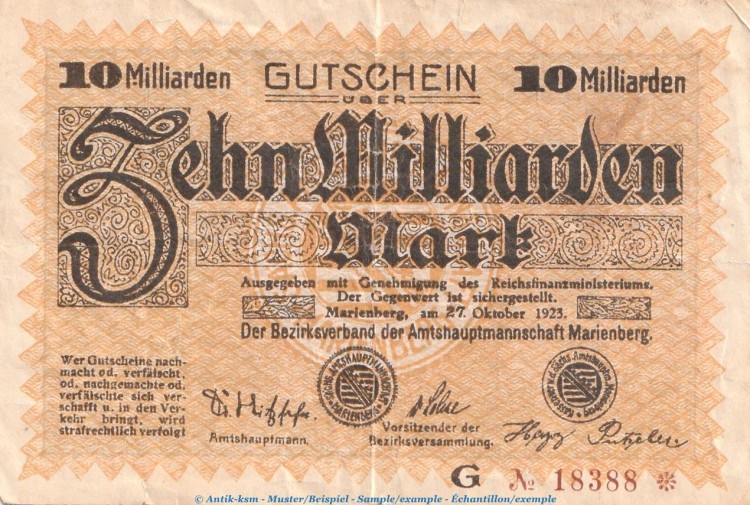 10 Milliarden GUTSCHEIN 10 Milliarden
ÜBER
Zehn Milliarden
Mark
Ausgegeben mit Genehmigung des Reichsfinanzministeriums.
Der Gegenwert ist sichergestellt.
Marienberg, am 27. Oktober 1923.
Der Bezirksverband der Amtshauptmannschaft Marienberg.
Wer Gutscheine nach-
macht od. verfälscht,
od. nachgemachte od.
verfälschte sich ver-
schafft u. in den Ver-
kehr bringt, wird
strafrechtlich verfolgt
SÄCHS. AMTSHAUPTMANNSCHAFT
MARIENBERG
Amtshauptmann.
Vorsitzender der
Bezirksversammlung.
G № 18388 *
© Antik-ksm - Muster/Beispiel - Sample/example - Échantillon/exemple